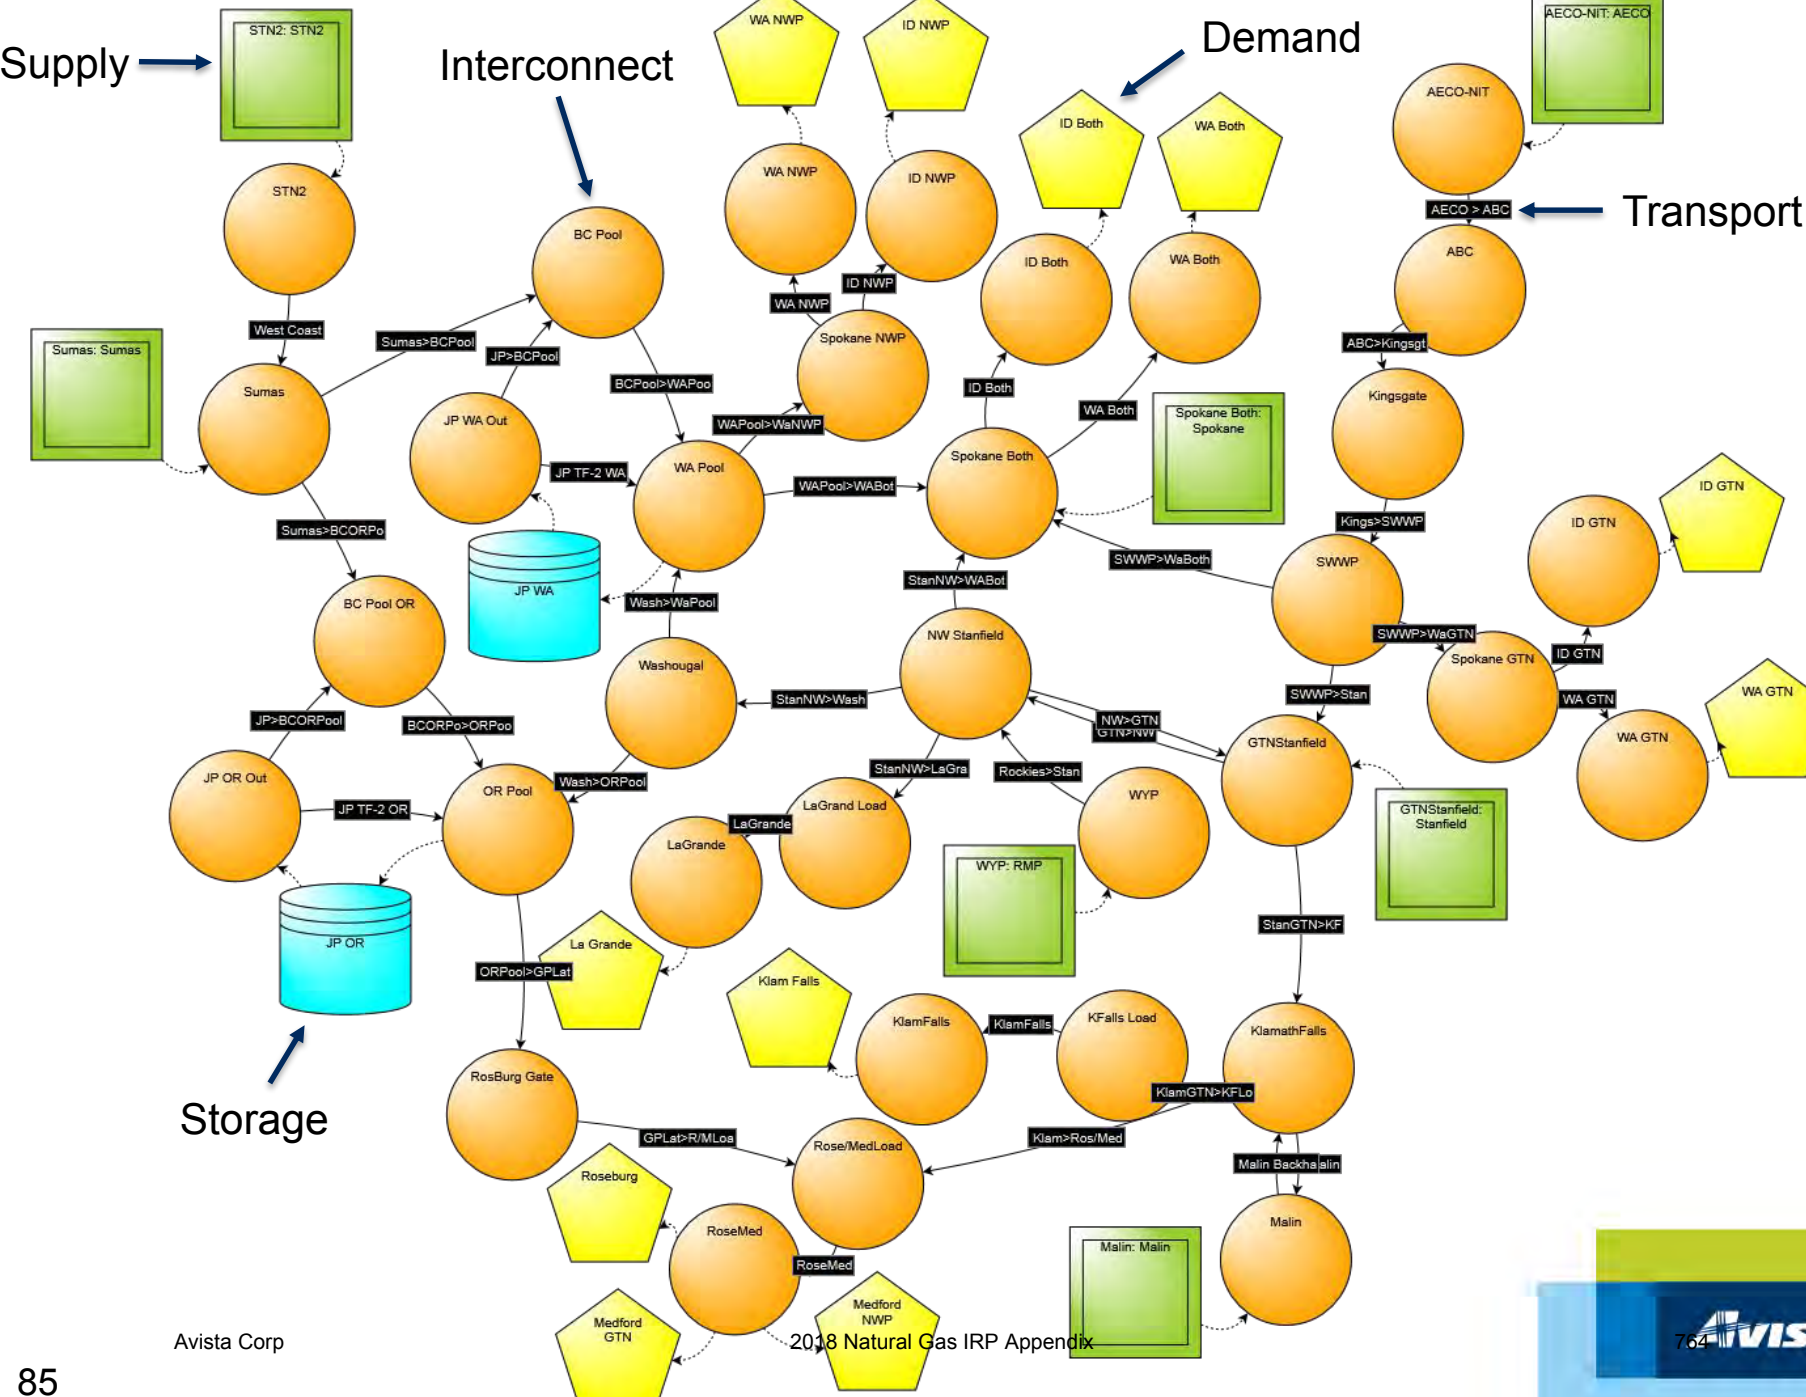 Supply
STN2: STN2
Interconnect
WA NWP
ID NWP
Demand
AECO-NIT: AECO
ID Both
WA Both
AECO-NIT
STN2
WA NWP
ID NWP
AECO > ABC
Transport
BC Pool
ID Both
WA Both
ABC
WA NWP
ID NWP
West Coast
Sumas>BCPool
Spokane NWP
ABC>Kingsgt
Sumas: Sumas
JP>BCPool
BCPool>WAPoo
ID Both
Sumas
JP WA Out
WAPool>WaNWP
WA Both
Spokane Both:
Spokane
Kingsgate
JP TF-2 WA
WA Pool
Spokane Both
WAPool>WABot
ID GTN
Sumas>BCORPo
Kings>SWWP
ID GTN
SWWP>WaBoth
SWWP
JP WA
StanNW>WABot
BC Pool OR
Wash>WaPool
NW Stanfield
SWWP>WaGTN
Washougal
Spokane GTN
ID GTN
StanNW>Wash
SWWP>Stan
WA GTN
WA GTN
JP>BCORPool
BCORPo>ORPoo
NW>GTN
GTN>NW
GTNStanfield
WA GTN
JP OR Out
OR Pool
Wash>ORPool
StanNW>LaGra
Rockies>Stan
JP TF-2 OR
LaGrand Load
WYP
GTNStanfield:
Stanfield
LaGrande
LaGrande
WYP: RMP
JP OR
La Grande
StanGTN>KF
ORPool>GPLat
Klam Falls
KlamFalls
KlamFalls
KFalls Load
KlamathFalls
RosBurg Gate
KlamGTN>KFLo
Storage
GPLat>R/MLoa
Rose/MedLoad
Klam>Ros/Med
Roseburg
Malin Backha
alin
RoseMed
Malin
RoseMed
Malin: Malin
Medford
GTN
Medford
NWP
Avista Corp
2018 Natural Gas IRP Appendix
764
AVIS
85